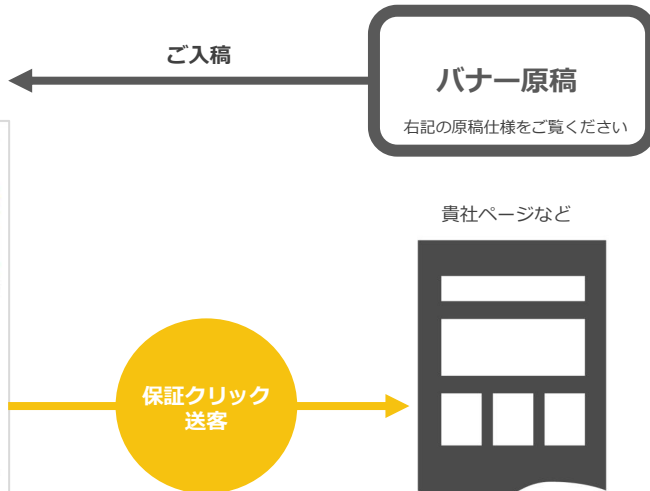 ご入稿
バナー原稿
右記の原稿仕様をご覧ください
貴社ページなど
保証クリック
送客